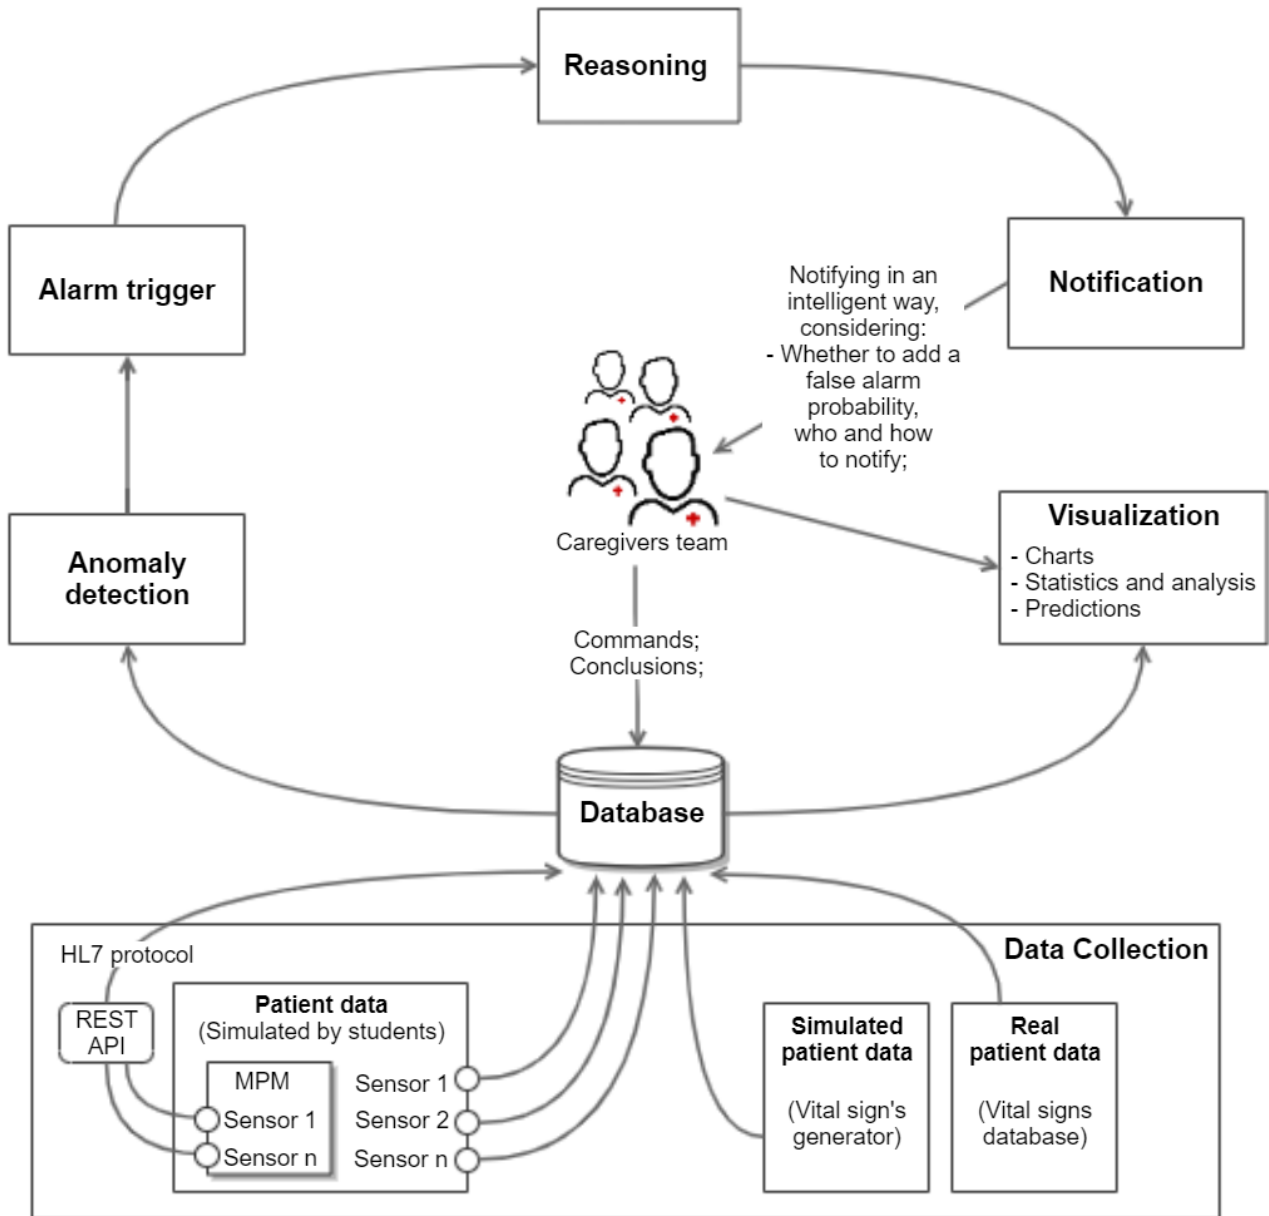 Reasoning
Alarm trigger
Notification
Notifying in an
intelligent way,
considering:
- Whether to add a
false alarm
probability,
who and how
to notify;
Anomaly
detection
Caregivers team
Visualization
- Charts
- Statistics and analysis
- Predictions
Commands;
Conclusions;
Database
Data Collection
HL7 protocol
REST
API
Patient data
(Simulated by students)
MPM
Sensor 1
Sensor n
Sensor 1
Sensor 2
Sensor n
Simulated
patient data
(Vital sign's
generator)
Real
patient data
(Vital signs
database)